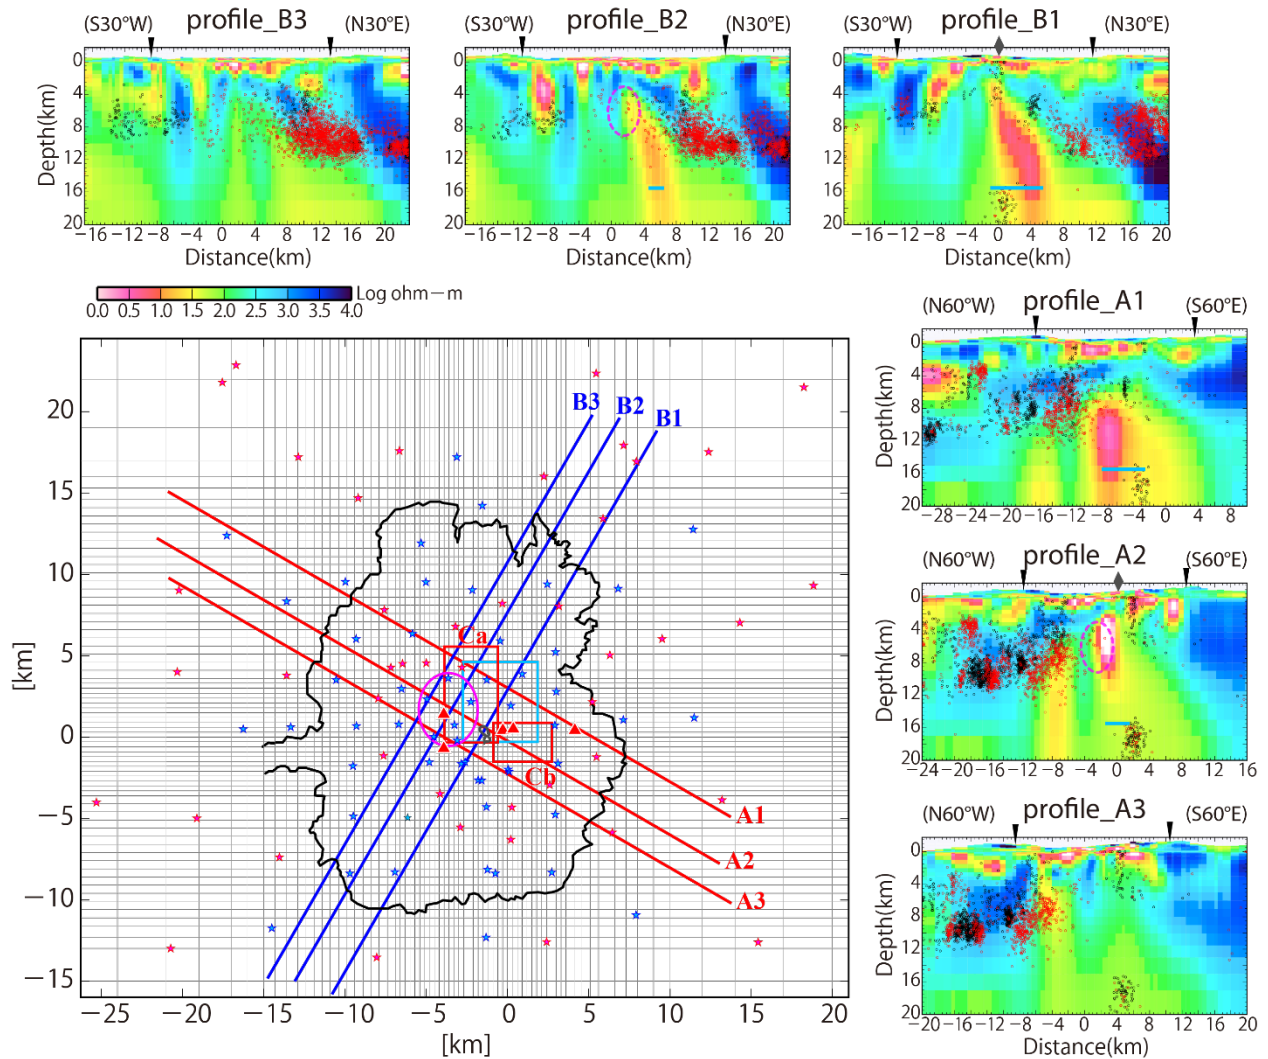 (S30°W) profile_B3 (N30°E)
(S30°W) profile_B2 (N30°E)
(S30°W) profile_B1 (N30°E)
Depth(km)
0
4
8
12
16
20
−16 −12 −8 −4 0 4 8 12 16 20
Distance(km)
0
4
8
12
16
20
−16 −12 −8 −4 0 4 8 12 16 20
Distance(km)
Depth(km)
0
4
8
12
16
20
−16 −12 −8 −4 0 4 8 12 16 20
Distance(km)
0.0 0.5 1.0 1.5 2.0 2.5 3.0 3.5 4.0
Log ohm−m
[km]
20
15
10
5
0
−5
−10
−15
−25 −20 −15 −10 −5 0 5 10 15 20
[km]
B3 B2 B1
Ca
Cb
A1
A2
A3
(N60°W) profile_A1 (S60°E)
Depth(km)
0
4
8
12
16
20
−28 −24 −20 −16 −12 −8 −4 0 4 8
(N60°W) profile_A2 (S60°E)
Depth(km)
0
4
8
12
16
20
−24 −20 −16 −12 −8 −4 0 4 8 12
(N60°W) profile_A3 (S60°E)
Depth(km)
0
4
8
12
16
20
−20 −16 −12 −8 −4 0 4 8 12 16
Distance(km)